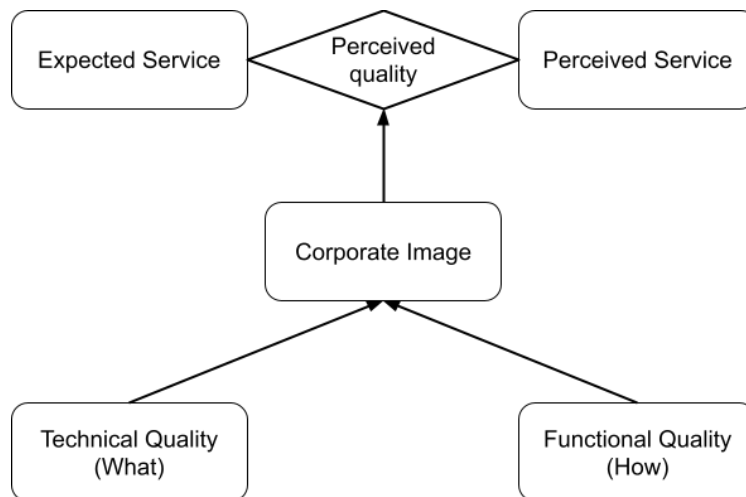 Expected Service
Perceived
quality
Perceived Service
Corporate Image
Technical Quality
(What)
Functional Quality
(How)